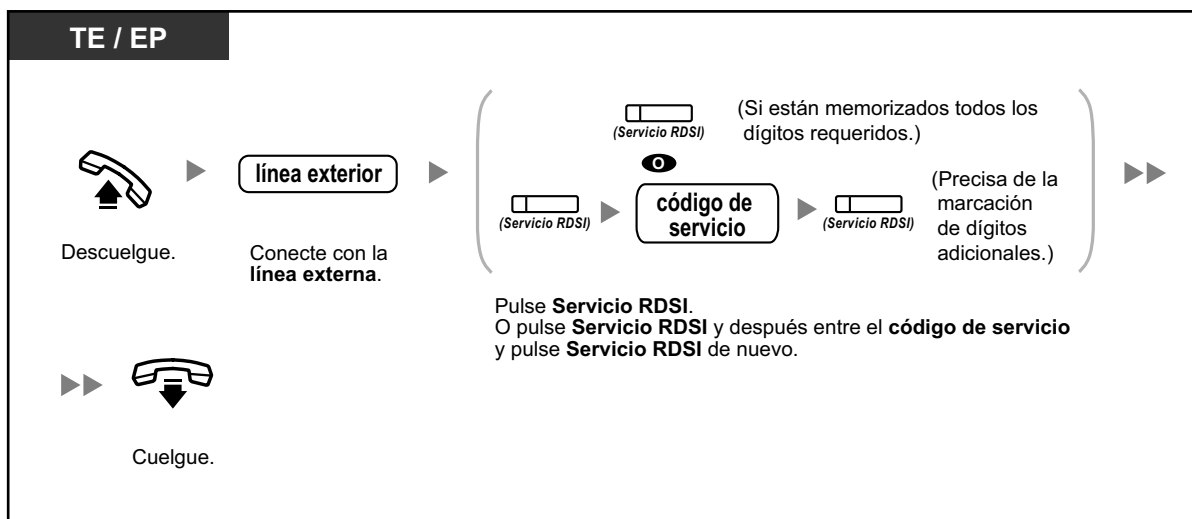 TE / EP
(Servicio RDSI)
(Si están memorizados todos los
dígitos requeridos.)
O
línea exterior
(Servicio RDSI)
código de
servicio
(Servicio RDSI)
(Precisa de la
marcación
de dígitos
adicionales.)
Descuelgue.
Conecte con la
línea externa.
Pulse Servicio RDSI.
O pulse Servicio RDSI y después entre el código de servicio
y pulse Servicio RDSI de nuevo.
Cuelgue.